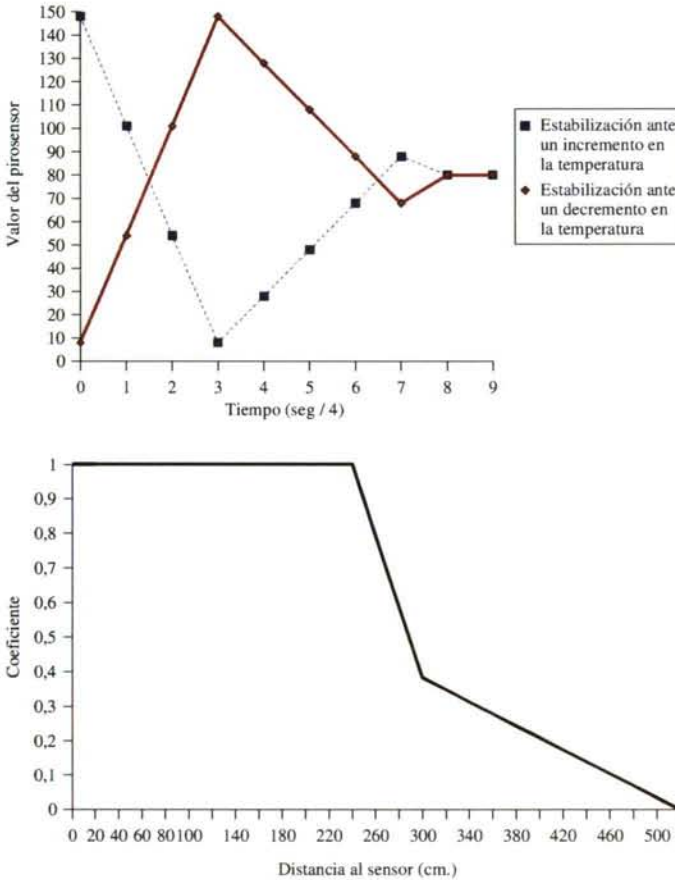 150
140
130
120
110
100
90
80
70
60
50
40
30
20
10
0
Valor del pirosensor
0 1 2 3 4 5 6 7 8 9
Tiempo (seg / 4)
Estabilización ante
un incremento en
la temperatura
Estabilización ante
un decremento en
la temperatura
1
0,9
0,8
0,7
0,6
0,5
0,4
0,3
0,2
0,1
0
Coeficiente
0 20 40 60 80 100 140 180 220 260 300 340 380 420 460 500
Distancia al sensor (cm.)